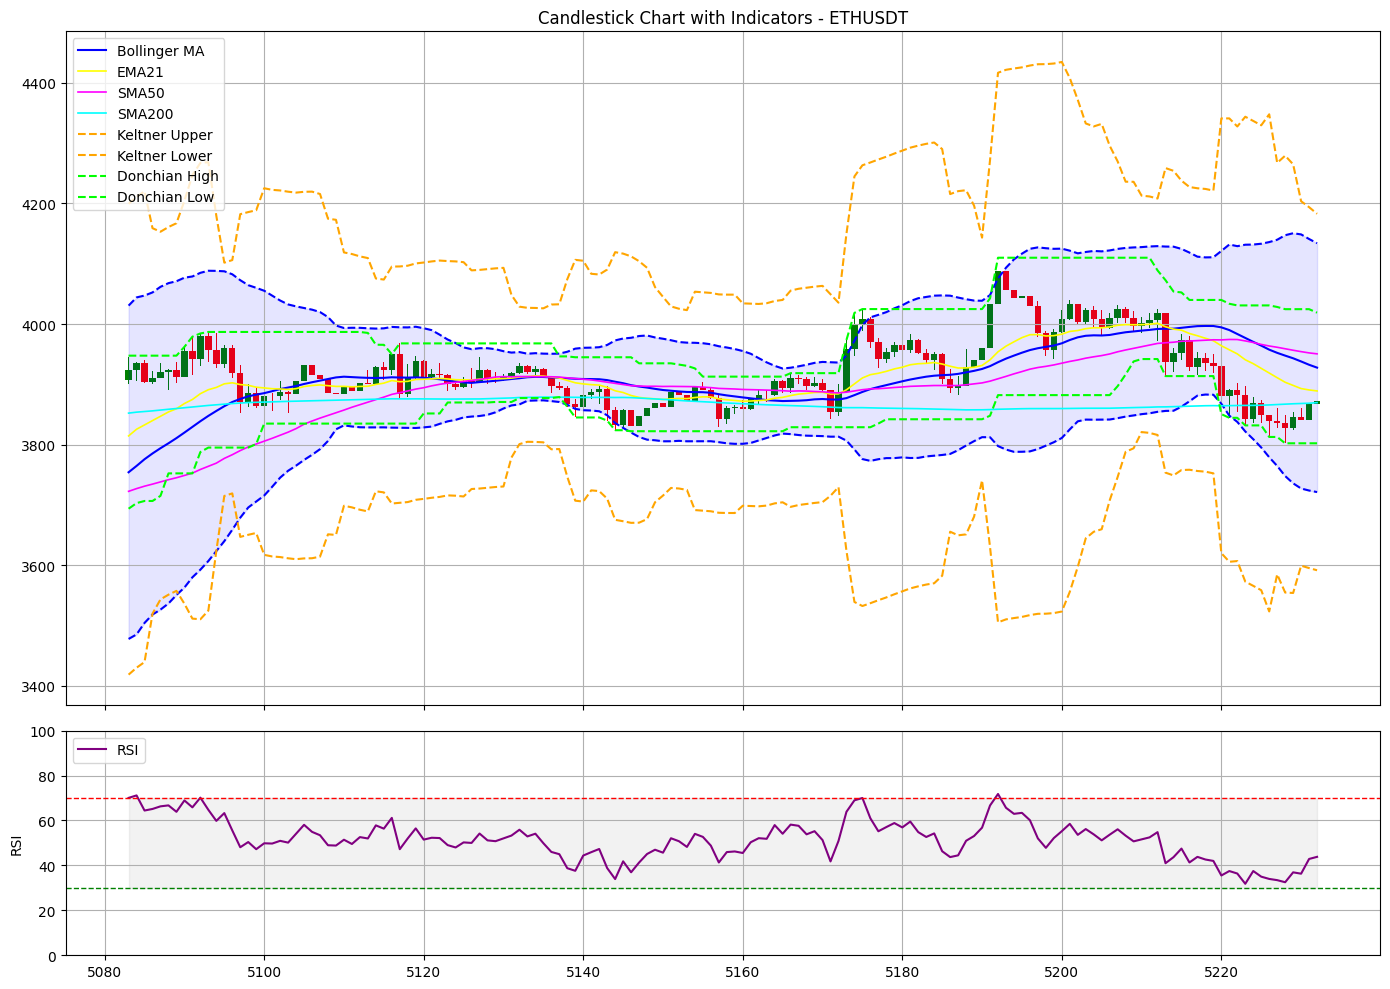 Candlestick Chart with Indicators - ETHUSDT
Bollinger MA
EMA21
SMA50
SMA200
Keltner Upper
Keltner Lower
Donchian High
Donchian Low
4400
4200
4000
3800
3600
3400
RSI
RSI
100
80
60
40
20
0
5080 5100 5120 5140 5160 5180 5200 5220